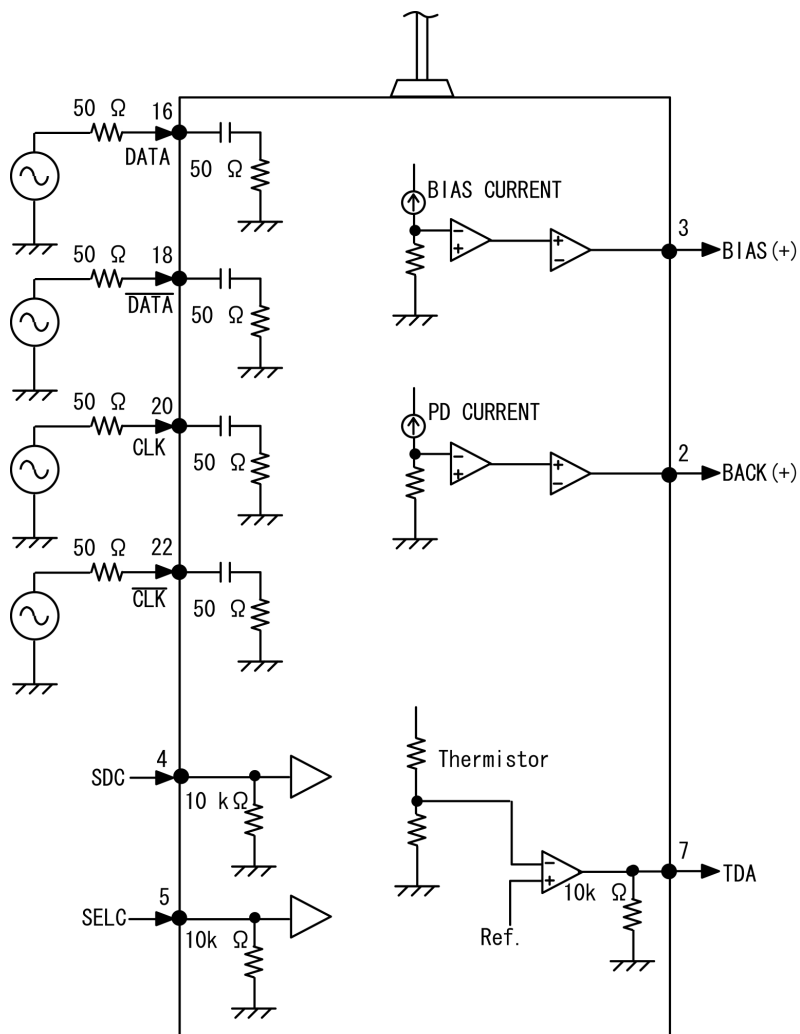 50 Ω
16
DATA
50 Ω
BIAS CURRENT
−
+
+
−
3
BIAS(+)
50 Ω
18
DATA
50 Ω
50 Ω
20
CLK
50 Ω
PD CURRENT
−
+
+
−
2
BACK(+)
50 Ω
22
CLK
50 Ω
4
SDC
10 kΩ
Thermistor
−
+
7
TDA
10k Ω
Ref.
5
SELC
10k Ω